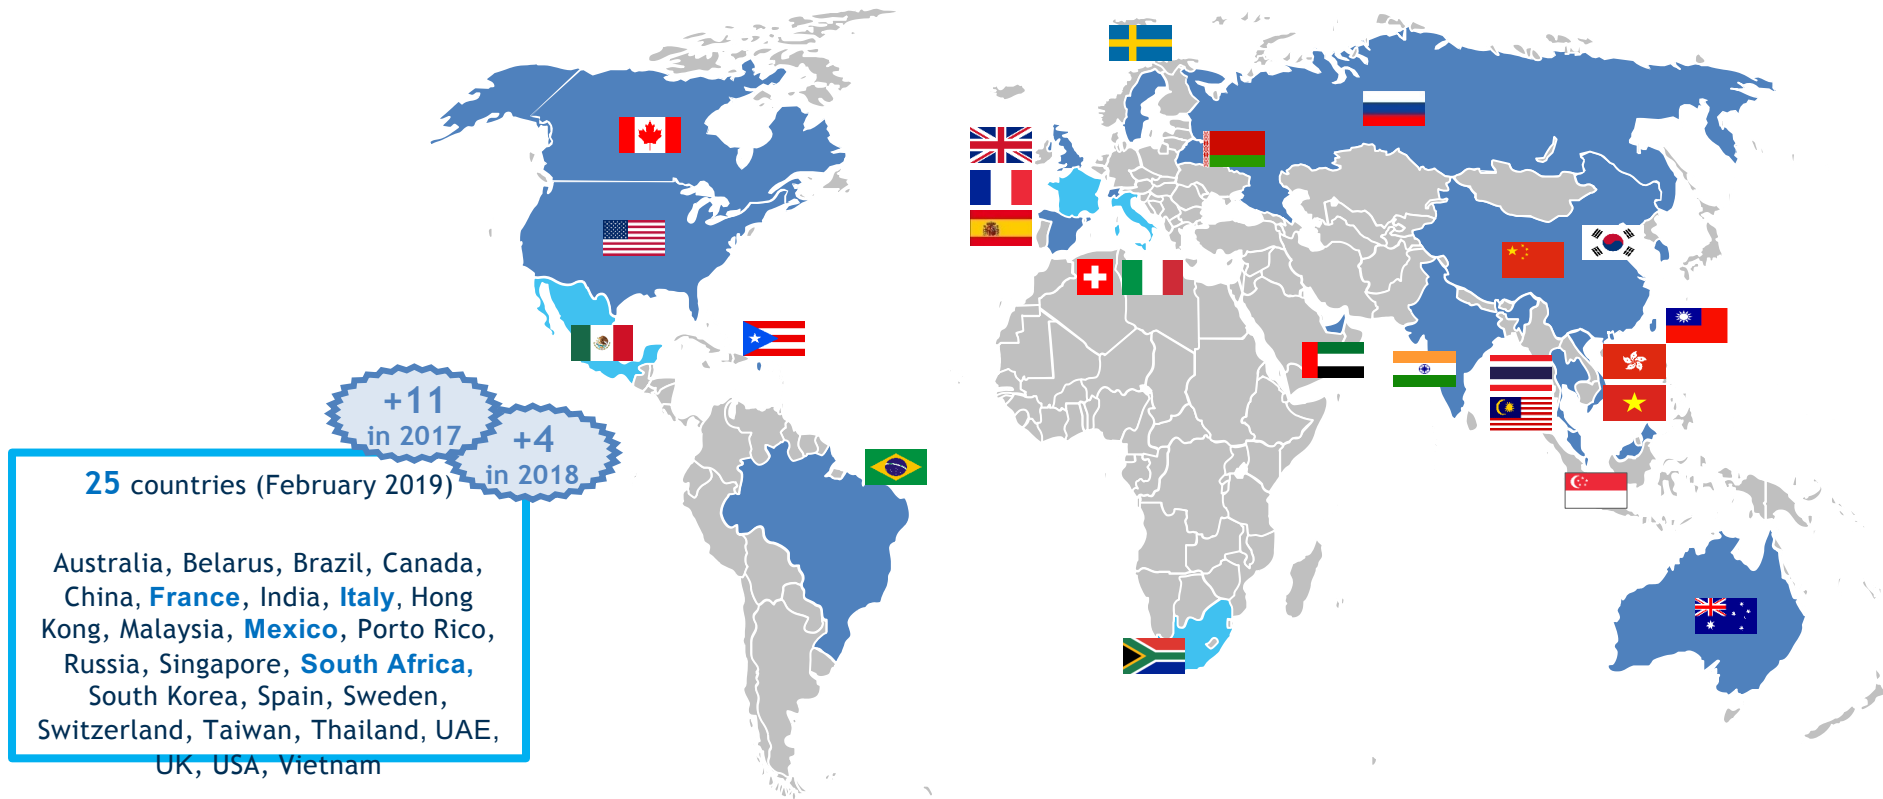 +11
in 2017
+4
in 2018
25 countries (February 2019)
Australia, Belarus, Brazil, Canada,
China, France, India, Italy, Hong
Kong, Malaysia, Mexico, Porto Rico,
Russia, Singapore, South Africa,
South Korea, Spain, Sweden,
Switzerland, Taiwan, Thailand, UAE,
UK, USA, Vietnam